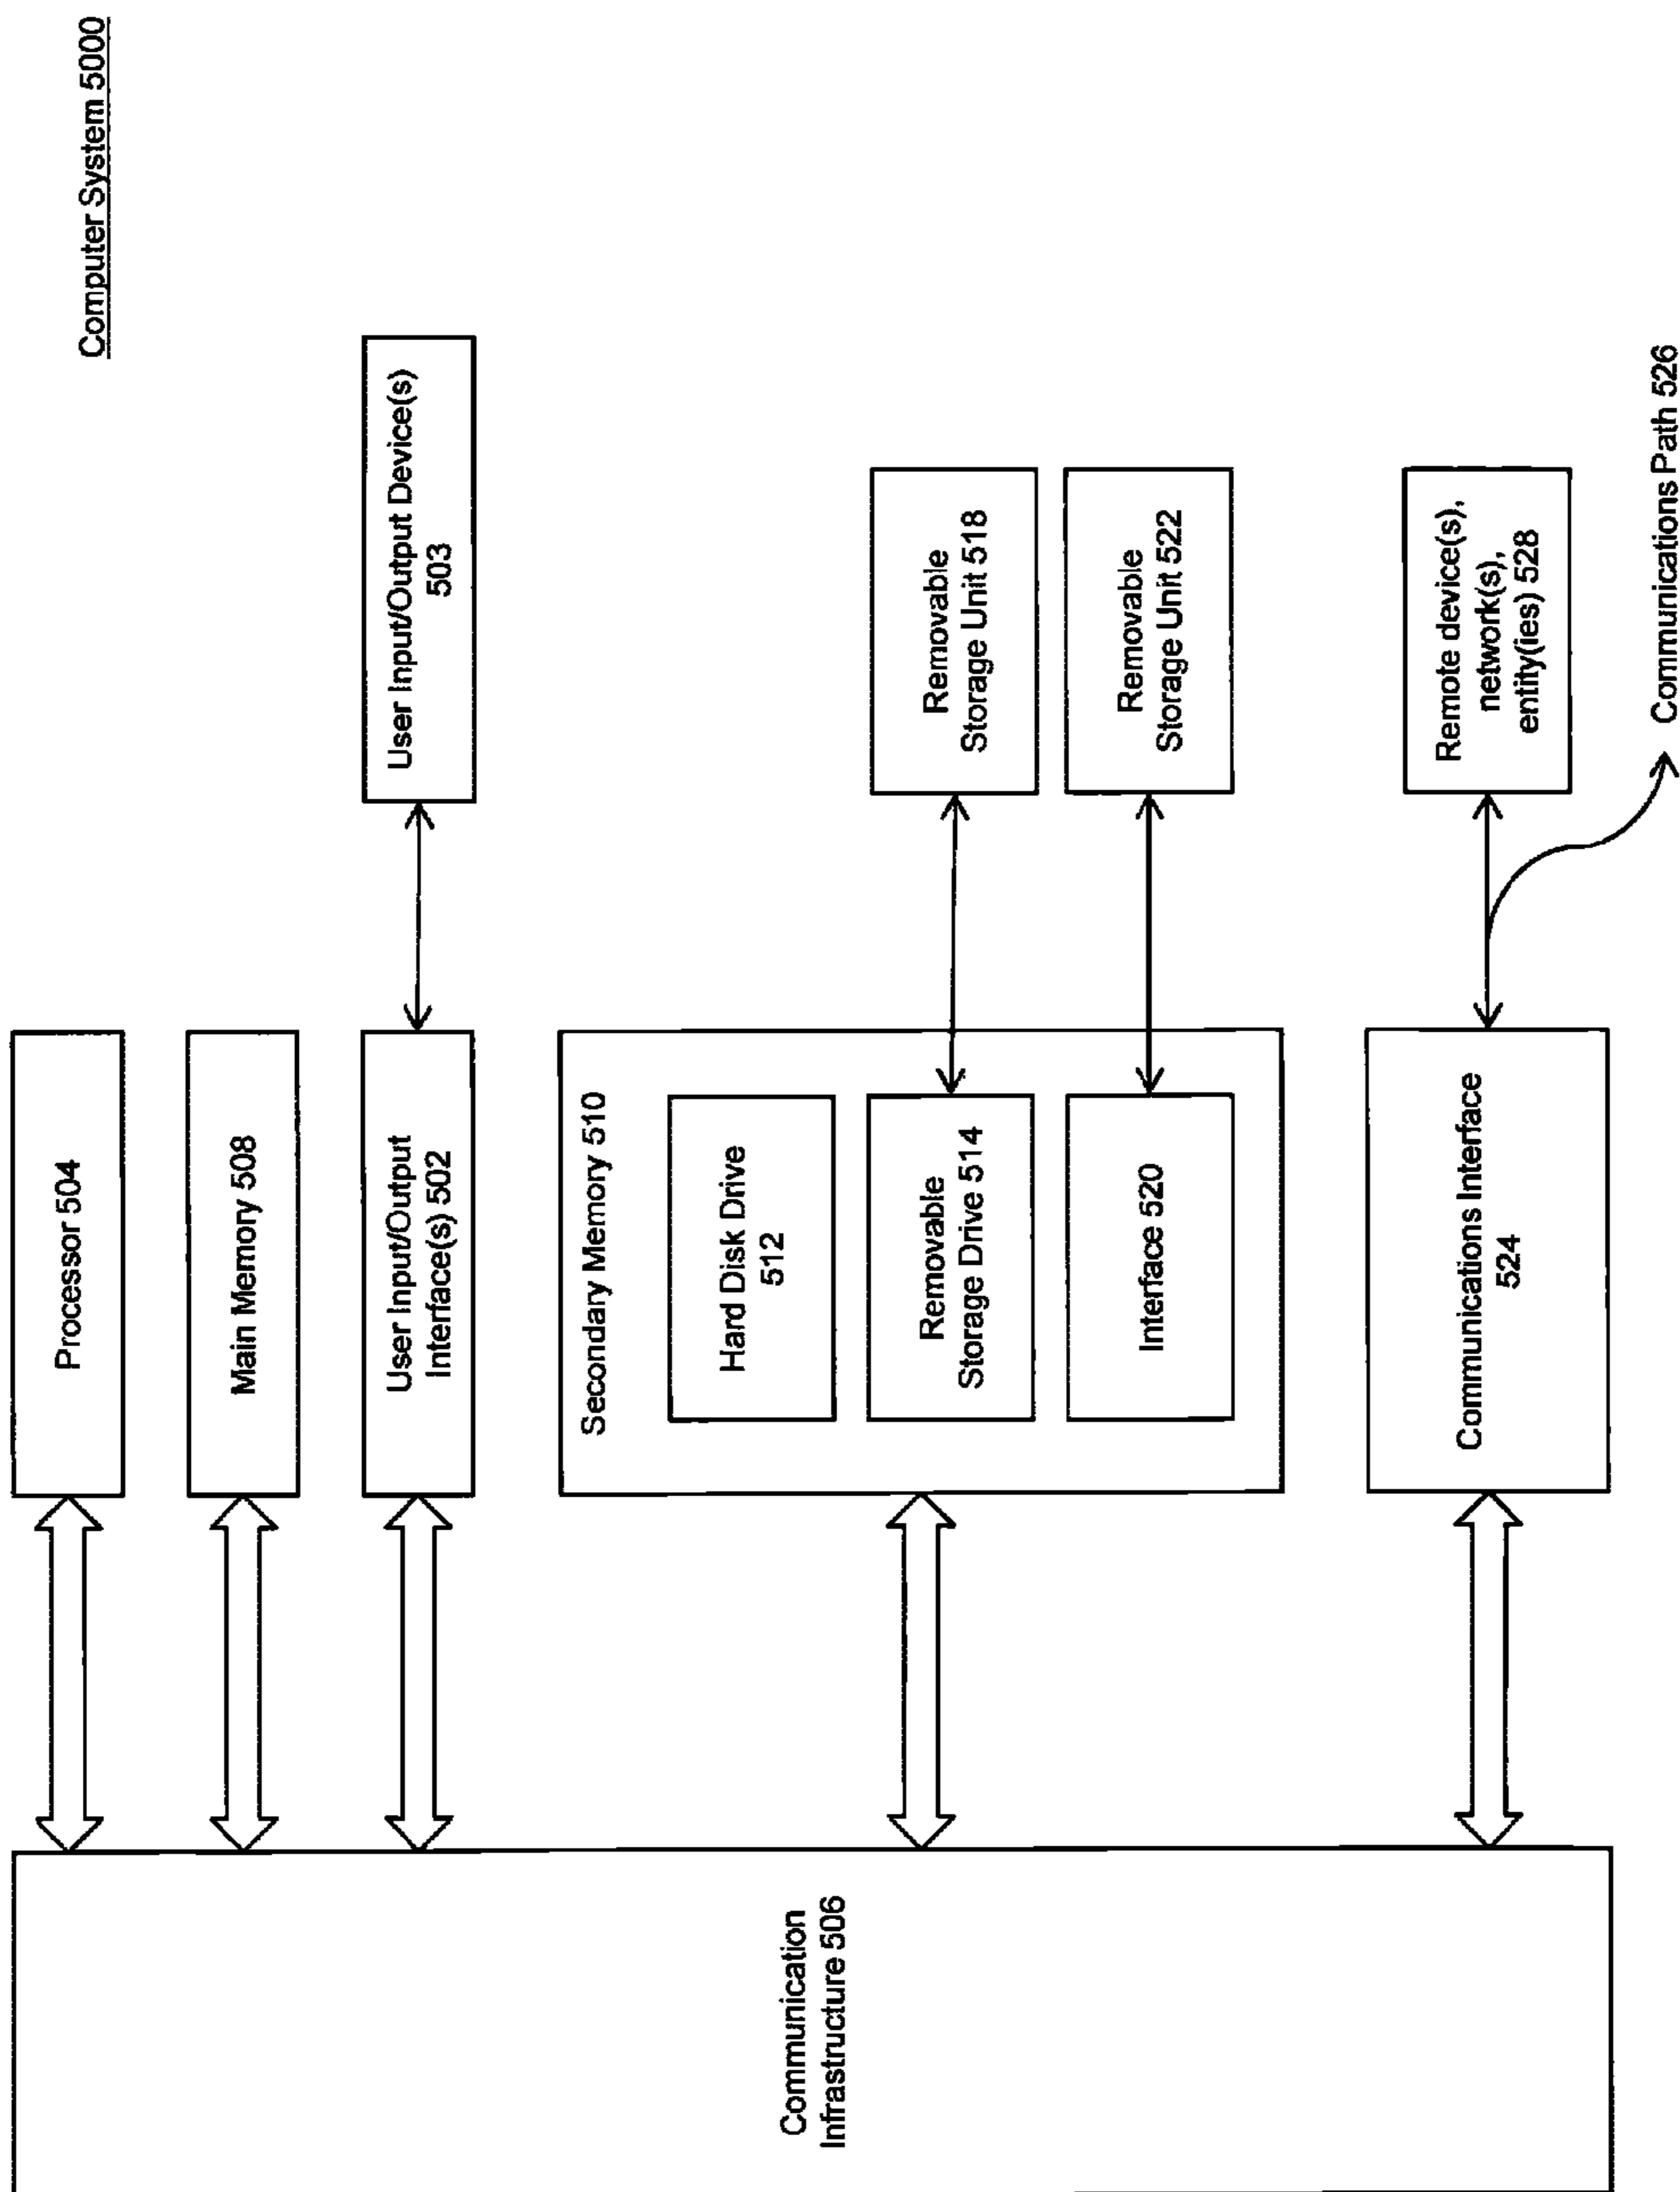 Computer System 5000
Processor 504
Main Memory 508
User Input/Output
Interface(s) 502
User Input/Output Device(s)
503
Secondary Memory 510
Hard Disk Drive
512
Removable
Storage Drive 514
Removable
Storage Unit 518
Interface 520
Removable
Storage Unit 522
Communications Interface
524
Remote device(s),
network(s),
entity(ies) 528
Communications Path 526
Communication
Infrastructure 506